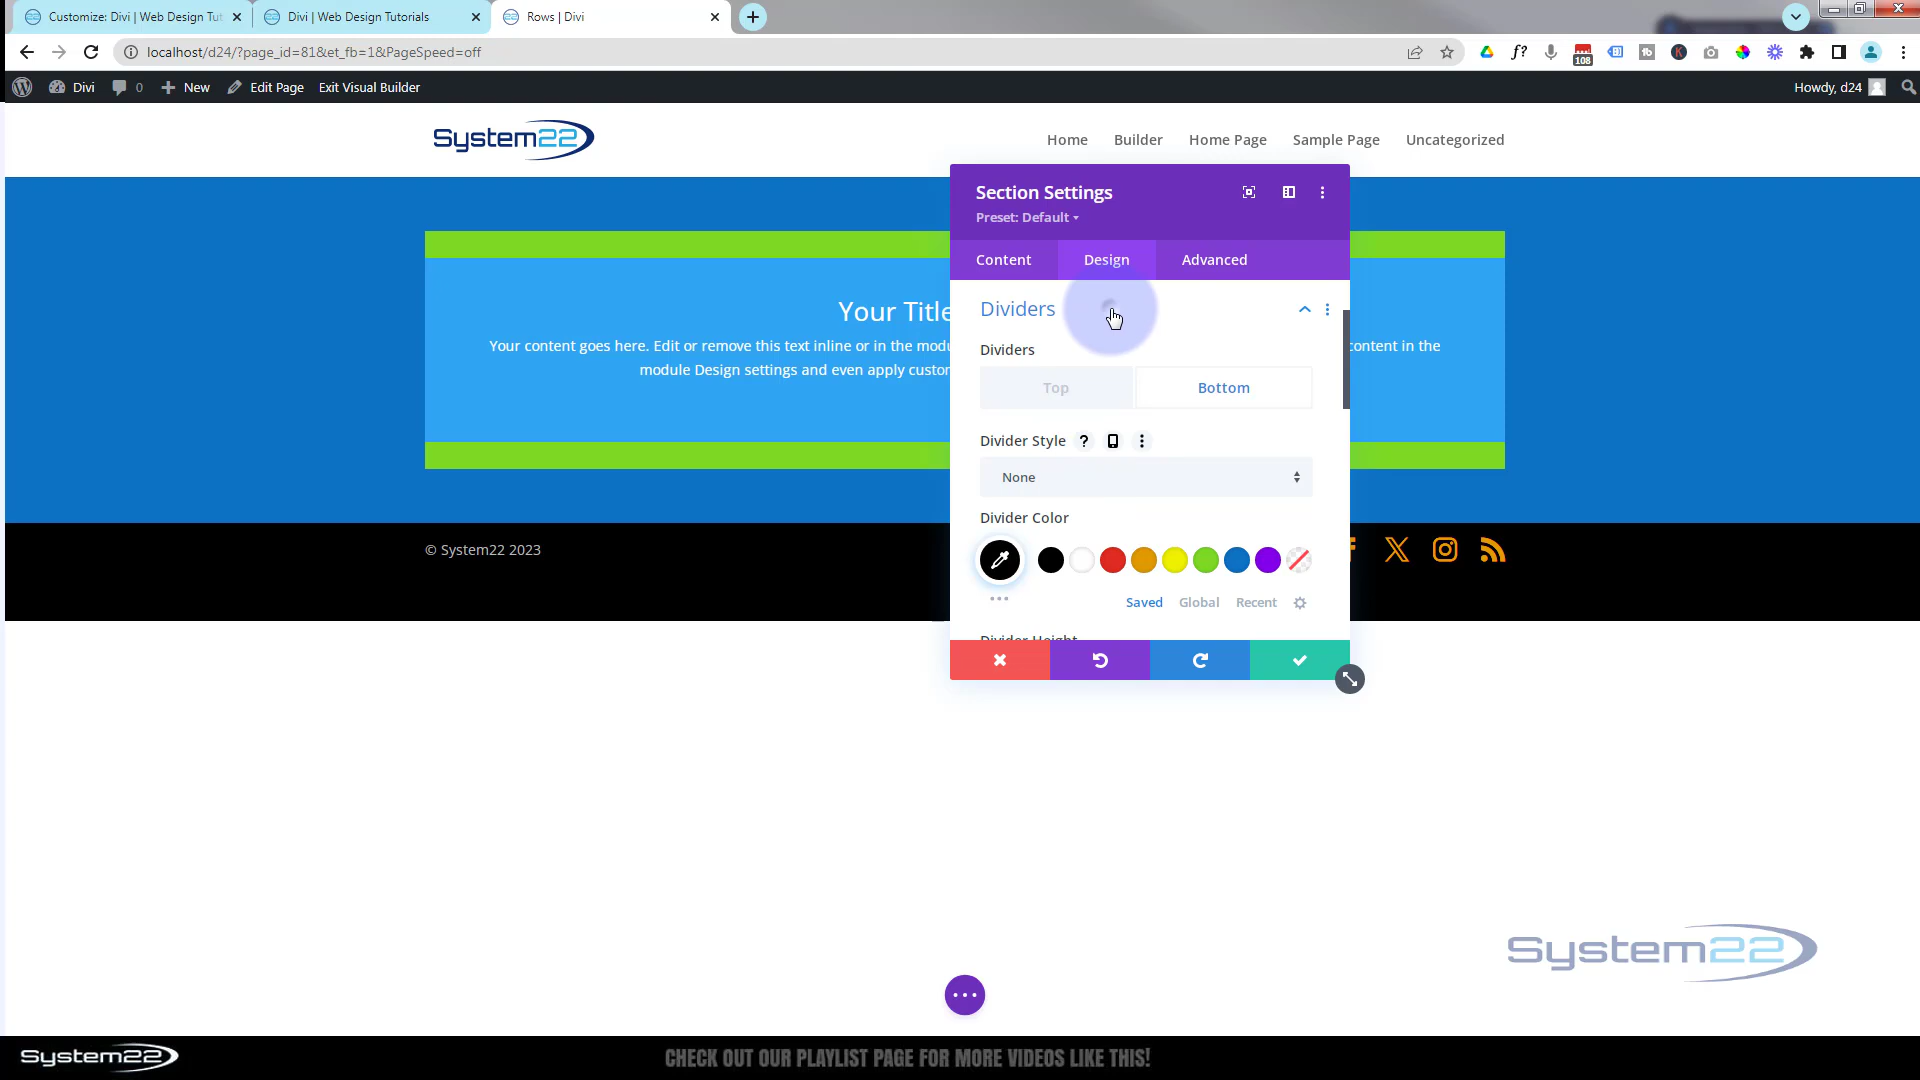 Customize: Divi | Web Design Tut
Divi | Web Design Tutorials
Rows | Divi
localhost/d24/?page_id=81&et_fb=1&PageSpeed=off
108
Divi
0
New
Edit Page
Exit Visual Builder
Howdy, d24
System22
Home
Builder
Home Page
Sample Page
Uncategorized
Section Settings
Preset: Default
Content
Design
Advanced
Dividers
Dividers
Top
Bottom
Divider Style ?
None
Divider Color
Saved
Global
Recent
Your Title
Your content goes here. Edit or remove this text inline or in the modu
content in the
module Design settings and even apply custor
© System22 2023
System22
System22
CHECK OUT OUR PLAYLIST PAGE FOR MORE VIDEOS LIKE THIS!